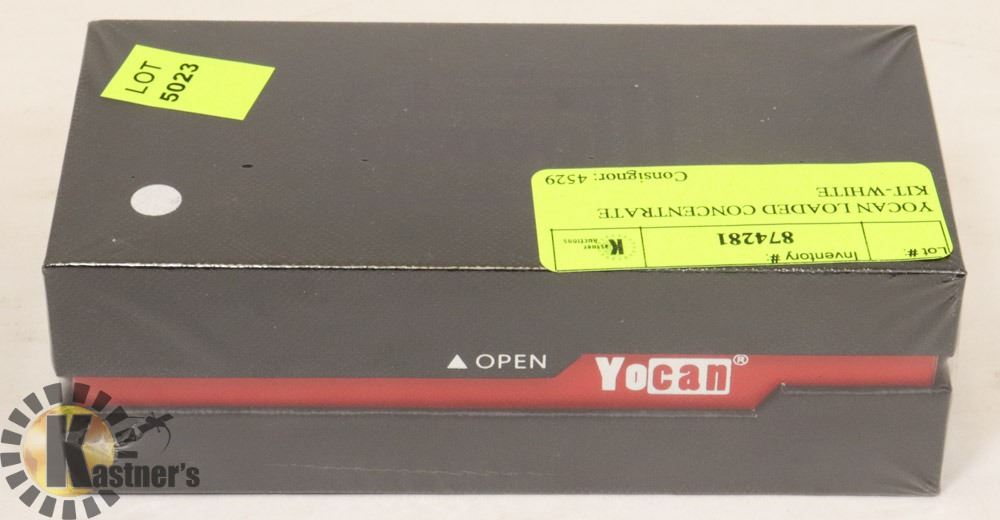 LOT
5023
Lot #:
Inventory #:
874281
Kastner
Auctions
YOCAN LOADED CONCENTRATE
KIT-WHITE
Consignor: 4529
▲ OPEN
Yocan®
Kastner's